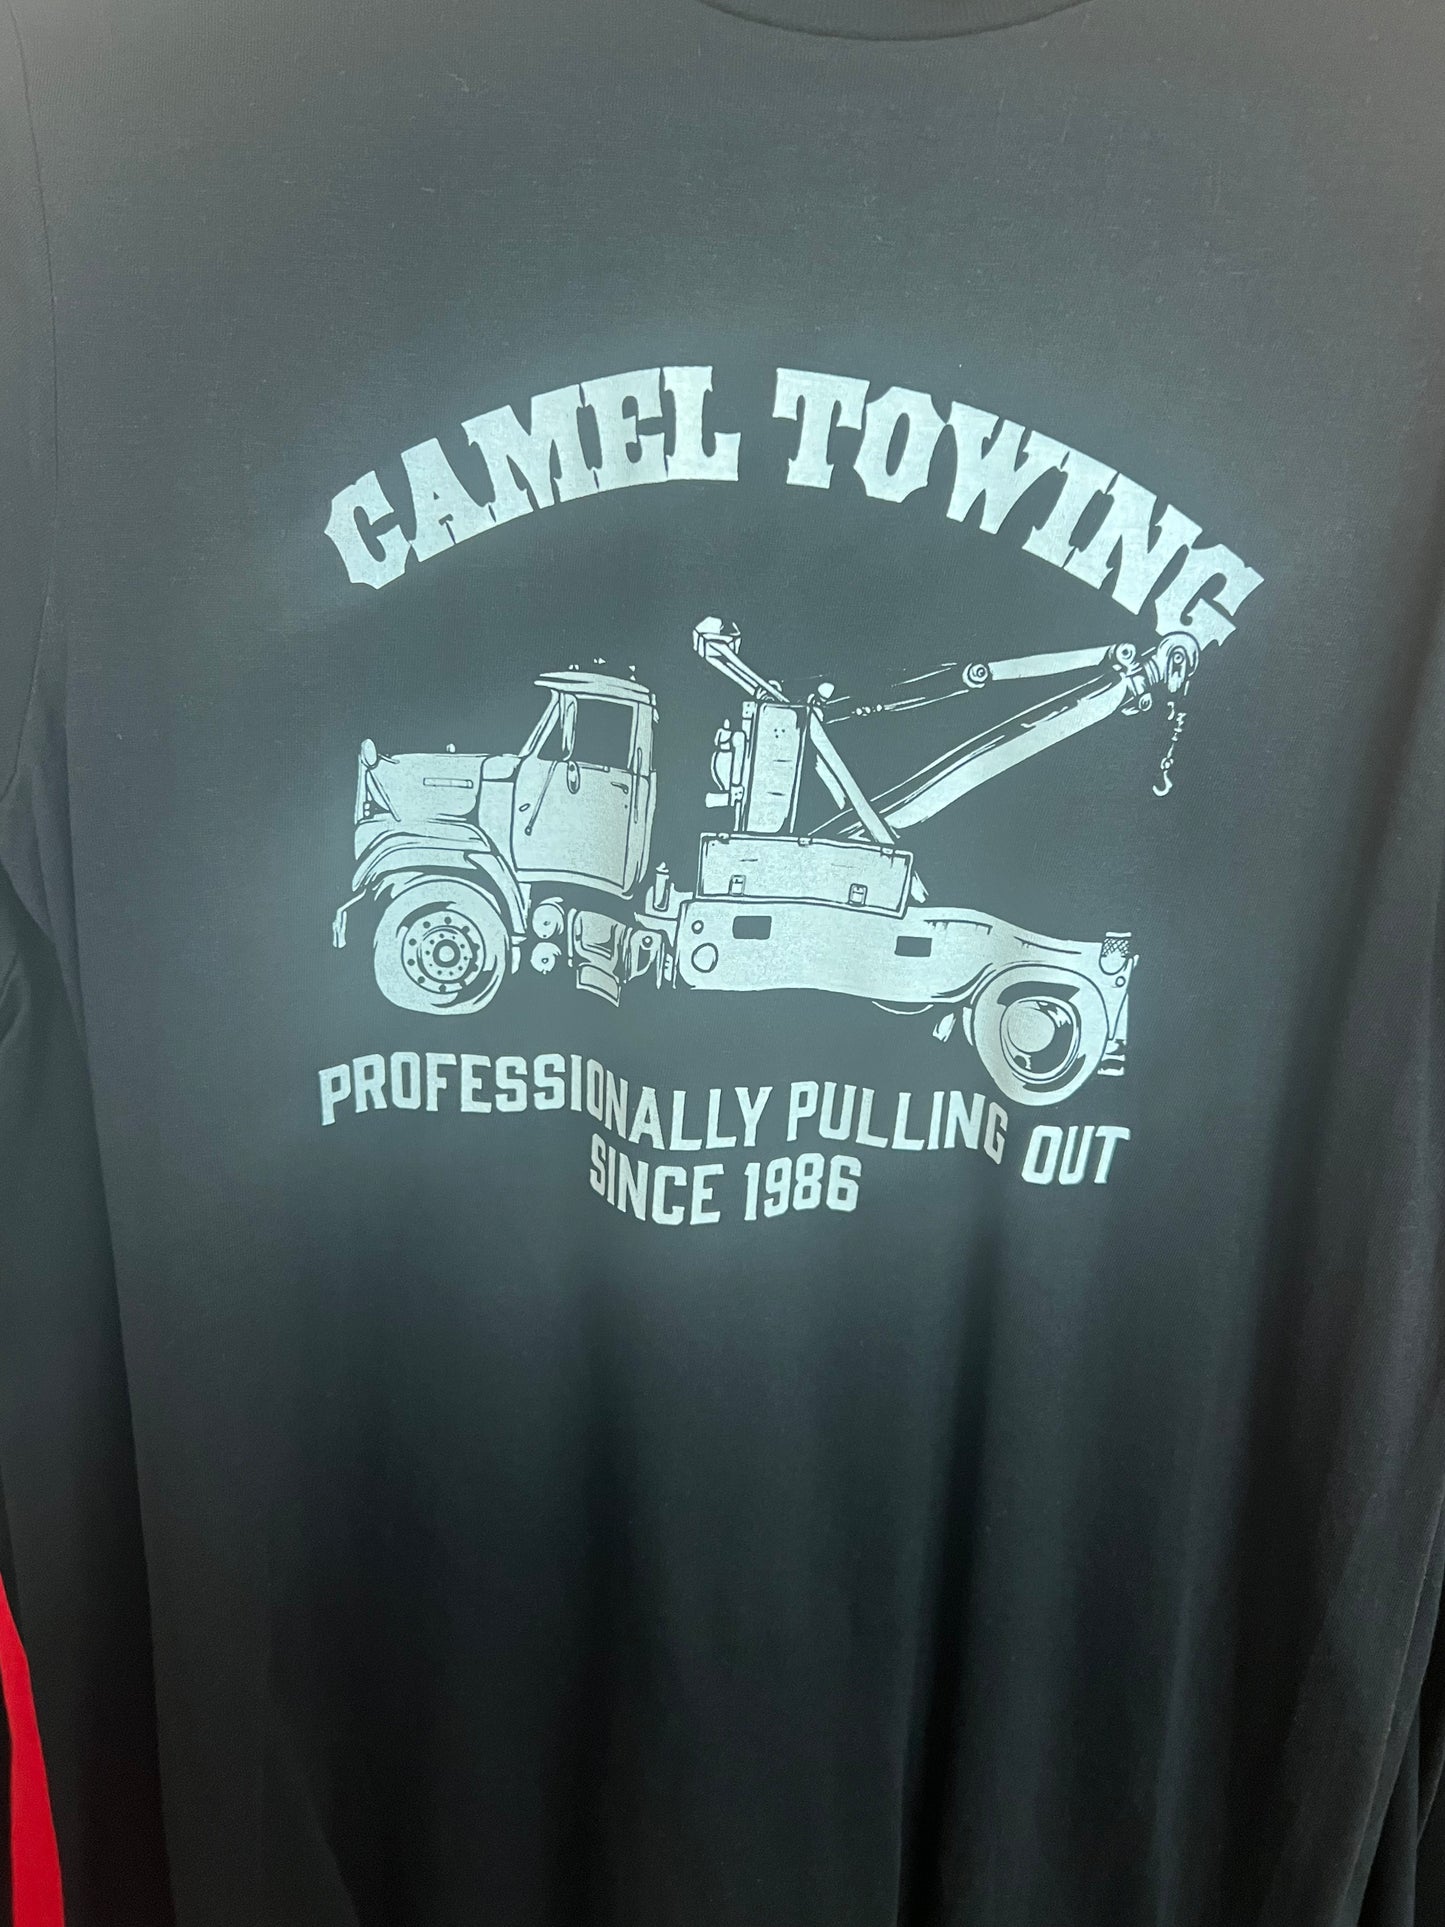 CAMEL TOWING
PROFESSIONALLY PULLING OUT
SINCE 1986